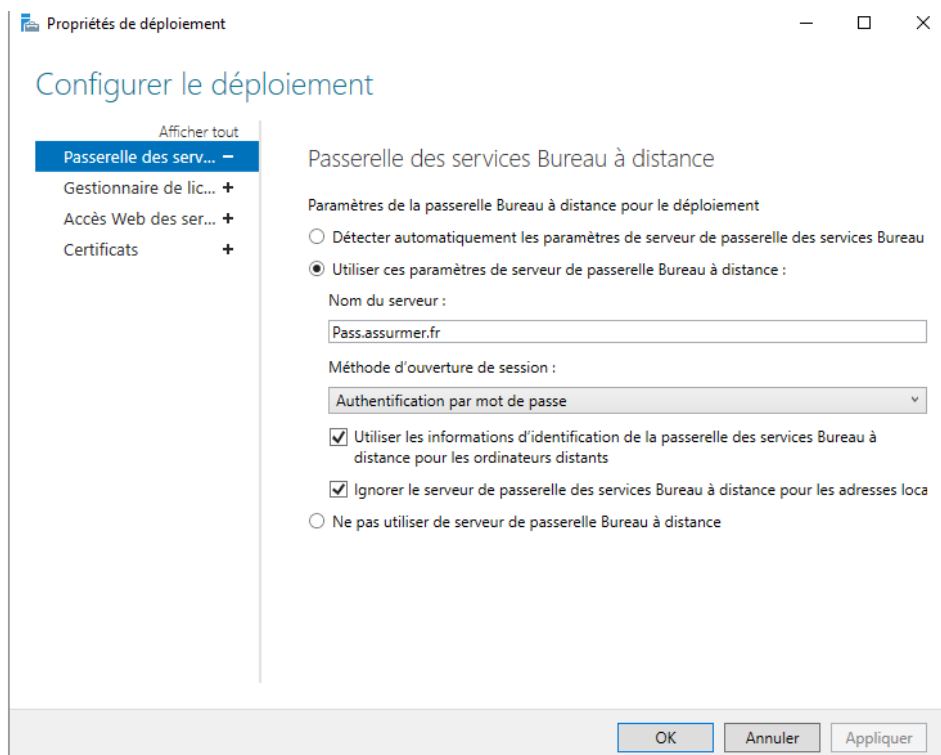 Propriétés de déploiement
Configurer le déploiement
Afficher tout
Passerelle des serv...
Gestionnaire de lic...
Accès Web des ser...
Certificats
Passerelle des services Bureau à distance
Paramètres de la passerelle Bureau à distance pour le déploiement
Détecter automatiquement les paramètres de serveur de passerelle des services Bureau
Utiliser ces paramètres de serveur de passerelle Bureau à distance :
Nom du serveur :
Pass.assurmer.fr
Méthode d'ouverture de session :
Authentification par mot de passe
Utiliser les informations d'identification de la passerelle des services Bureau à
distance pour les ordinateurs distants
Ignorer le serveur de passerelle des services Bureau à distance pour les adresses loca
Ne pas utiliser de serveur de passerelle Bureau à distance
OK
Annuler
Appliquer